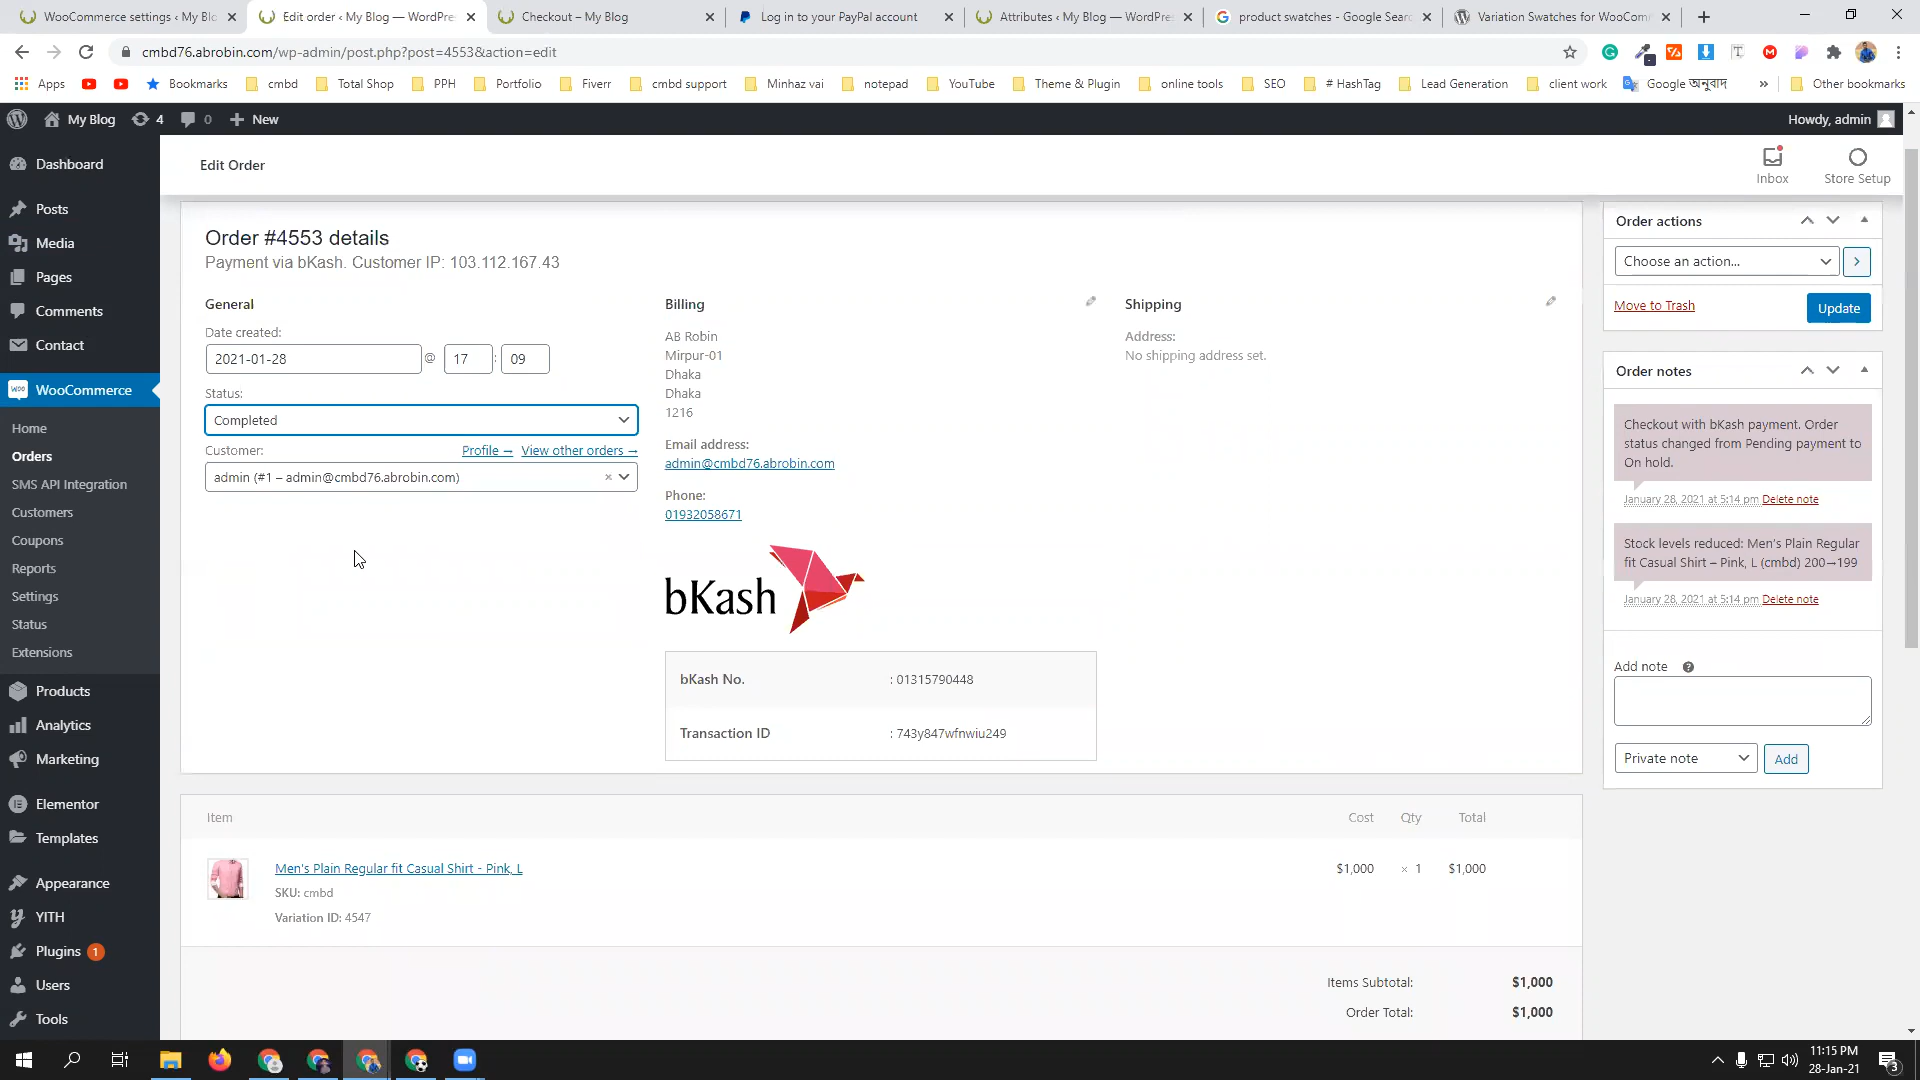 WooCommerce settings ‹ My Blo
Edit order ‹ My Blog — WordPre
Checkout – My Blog
Log in to your PayPal account
Attributes ‹ My Blog — WordPre
product swatches - Google Sear
Variation Swatches for WooCom
cmbd76.abrobin.com/wp-admin/post.php?post=4553&action=edit
Apps
Bookmarks
cmbd
Total Shop
PPH
Portfolio
Fiverr
cmbd support
Minhaz vai
notepad
YouTube
Theme & Plugin
online tools
SEO
# HashTag
Lead Generation
client work
Google অনুবাদ
»
Other bookmarks
My Blog
4
0
New
Howdy, admin
Dashboard
Posts
Media
Pages
Comments
Contact
WooCommerce
Home
Orders
SMS API Integration
Customers
Coupons
Reports
Settings
Status
Extensions
Products
Analytics
Marketing
Elementor
Templates
Appearance
YITH
Plugins 1
Users
Tools
Edit Order
Inbox
Store Setup
Order #4553 details
Payment via bKash. Customer IP: 103.112.167.43
General
Date created:
2021-01-28 @ 17 : 09
Status:
Completed
Customer: Profile → View other orders →
admin (#1 – admin@cmbd76.abrobin.com) ×
Billing
AB Robin
Mirpur-01
Dhaka
Dhaka
1216
Email address:
admin@cmbd76.abrobin.com
Phone:
01932058671
bKash
bKash No. : 01315790448
Transaction ID : 743y847wfnwiu249
Shipping
Address:
No shipping address set.
Order actions
Choose an action...
Move to Trash
Update
Order notes
Checkout with bKash payment. Order
status changed from Pending payment to
On hold.
January 28, 2021 at 5:14 pm Delete note
Stock levels reduced: Men's Plain Regular
fit Casual Shirt – Pink, L (cmbd) 200→199
January 28, 2021 at 5:14 pm Delete note
Add note
Private note
Add
Item Cost Qty Total
Men's Plain Regular fit Casual Shirt - Pink, L $1,000 × 1 $1,000
SKU: cmbd
Variation ID: 4547
Items Subtotal: $1,000
Order Total: $1,000
11:15 PM
28-Jan-21
3